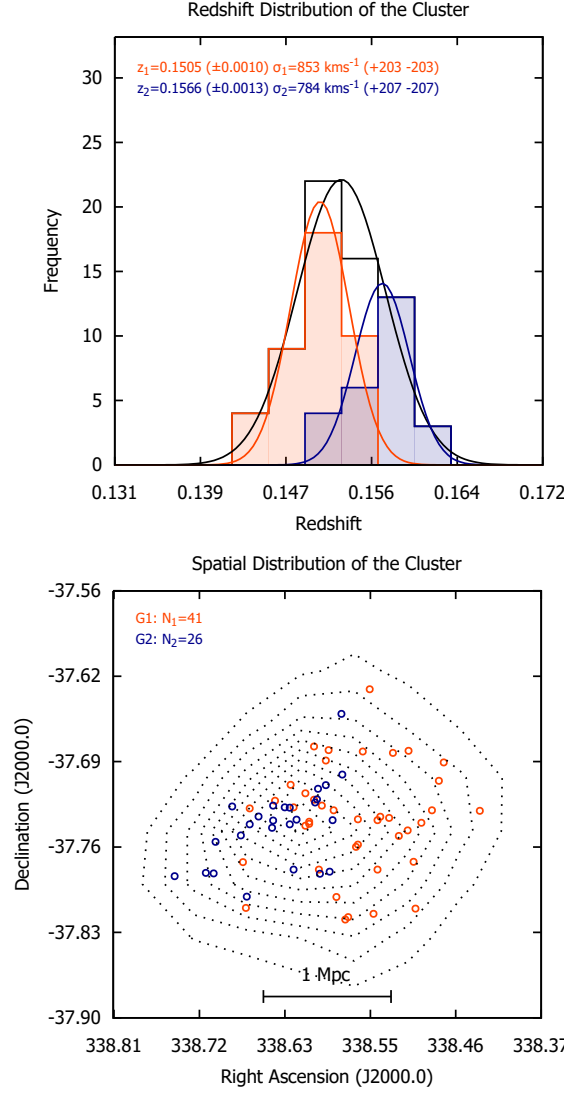 Redshift Distribution of the Cluster
z₁=0.1505 (±0.0010) σ₁=853 kms⁻¹ (+203 -203)
z₂=0.1566 (±0.0013) σ₂=784 kms⁻¹ (+207 -207)
30
25
20
15
10
5
0
Frequency
0.131 0.139 0.147 0.156 0.164 0.172
Redshift
Spatial Distribution of the Cluster
G1: N₁=41
G2: N₂=26
-37.56
-37.62
-37.69
-37.76
-37.83
-37.90
Declination (J2000.0)
1 Mpc
338.81 338.72 338.63 338.55 338.46 338.37
Right Ascension (J2000.0)